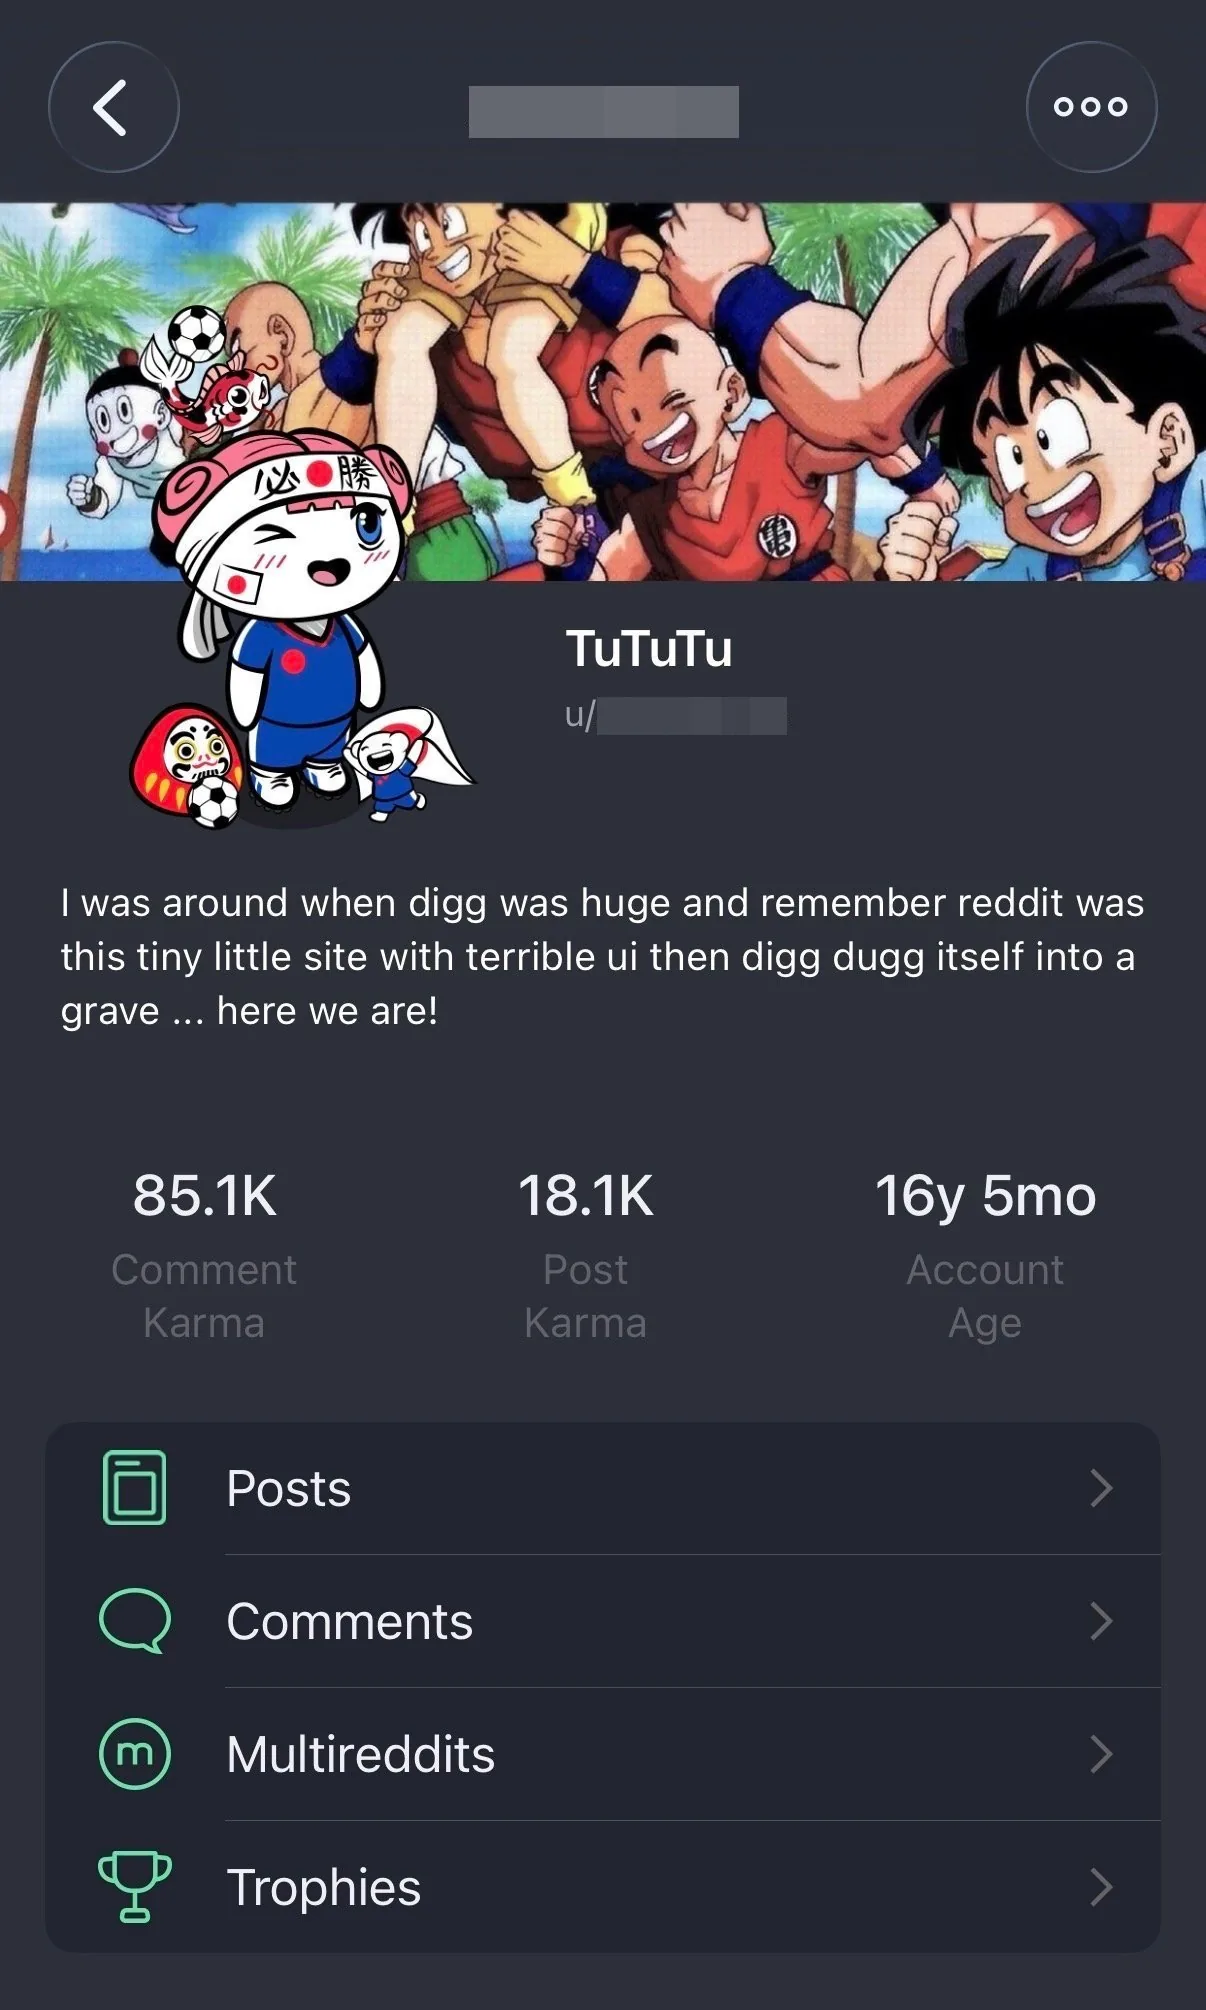 亀
必 勝
TuTuTu
u/
I was around when digg was huge and remember reddit was
this tiny little site with terrible ui then digg dugg itself into a
grave ... here we are!
85.1K 18.1K 16y 5mo
Comment Post Account
Karma Karma Age
Posts
Comments
m
Multireddits
Trophies